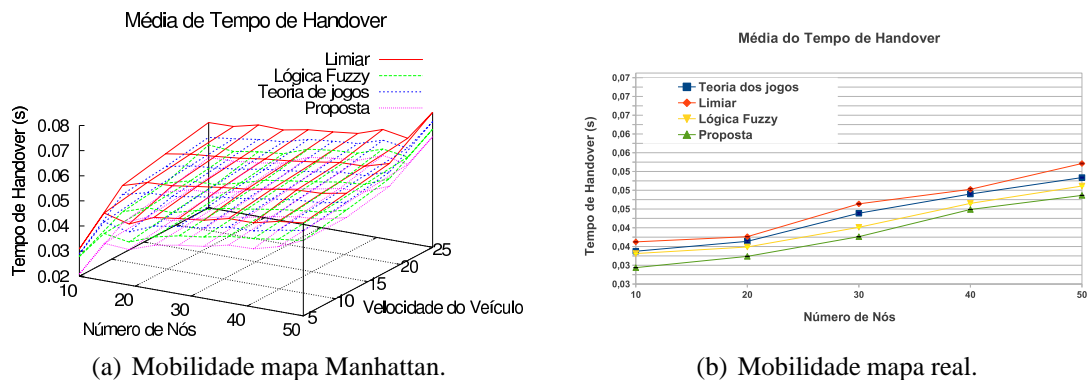 Média de Tempo de Handover
Limiar
Lógica Fuzzy
Teoria de jogos
Proposta
Tempo de Handover (s)
0.08
0.07
0.06
0.05
0.04
0.03
0.02
10
20
30
40
50
Número de Nós
5
10
15
20
25
Velocidade do Veículo
(a) Mobilidade mapa Manhattan.
Média do Tempo de Handover
Teoria dos jogos
Limiar
Lógica Fuzzy
Proposta
Tempo de Handover (s)
0,07
0,07
0,06
0,06
0,05
0,05
0,04
0,04
0,03
0,03
10
20
30
40
50
Número de Nós
(b) Mobilidade mapa real.